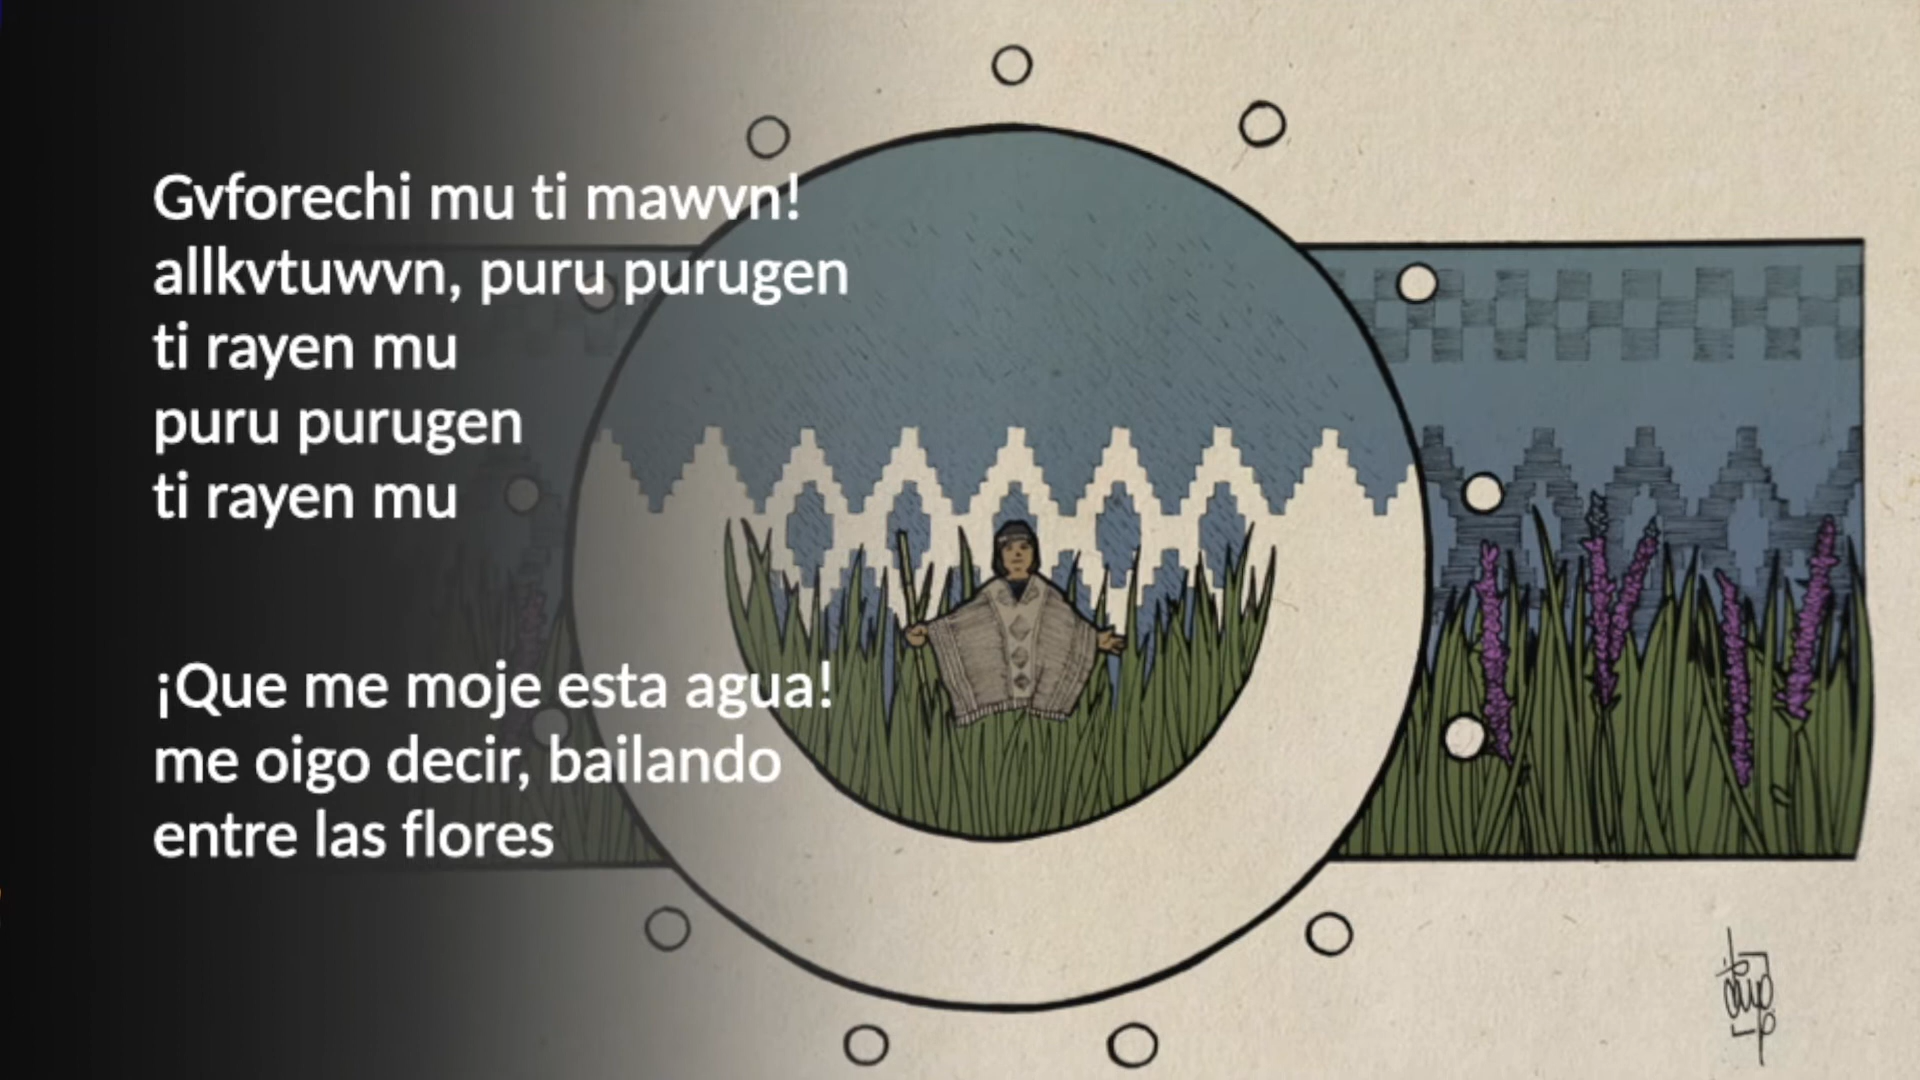 Gvforechi mu ti mawvn!
allkvtuwvn, puru purugen
ti rayen mu
puru purugen
ti rayen mu
¡Que me moje esta agua!
me oigo decir, bailando
entre las flores